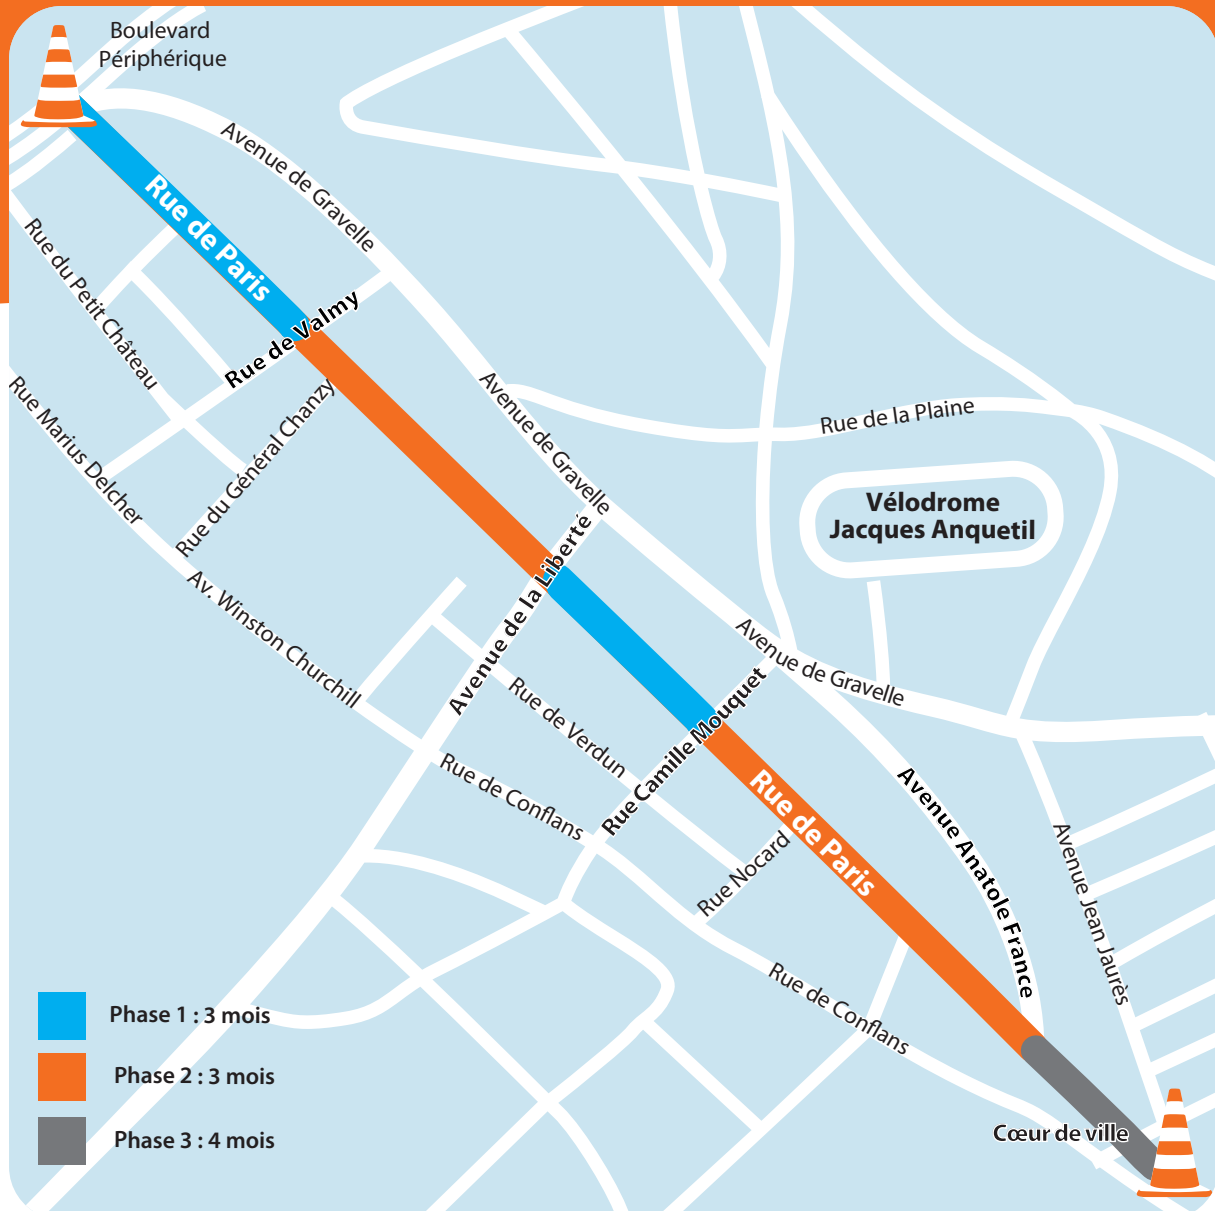 Boulevard
Périphérique
Avenue de Gravelle
Rue de Paris
Rue du Petit Château
Rue de Valmy
Rue Marius Delcher
Rue du Général Chanzy
Avenue de Gravelle
Rue de la Plaine
Vélodrome
Jacques Anquetil
Av. Winston Churchill
Avenue de la Liberté
Avenue de Gravelle
Rue de Verdun
Rue Camille Mouquet
Rue de Conflans
Rue de Paris
Rue Nocard
Avenue Anatole France
Avenue Jean Jaurès
Rue de Conflans
Phase 1 : 3 mois
Phase 2 : 3 mois
Phase 3 : 4 mois
Cœur de ville